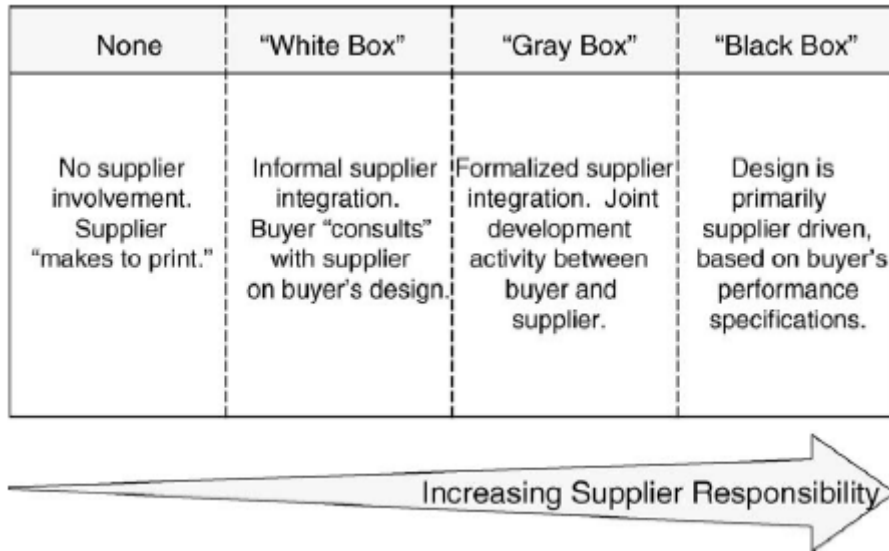 None
“White Box”
“Gray Box”
“Black Box”
No supplier
involvement.
Supplier
“makes to print.”
Informal supplier
integration.
Buyer “consults”
with supplier
on buyer’s design.
Formalized supplier
integration. Joint
development
activity between
buyer and
supplier.
Design is
primarily
supplier driven,
based on buyer’s
performance
specifications.
Increasing Supplier Responsibility